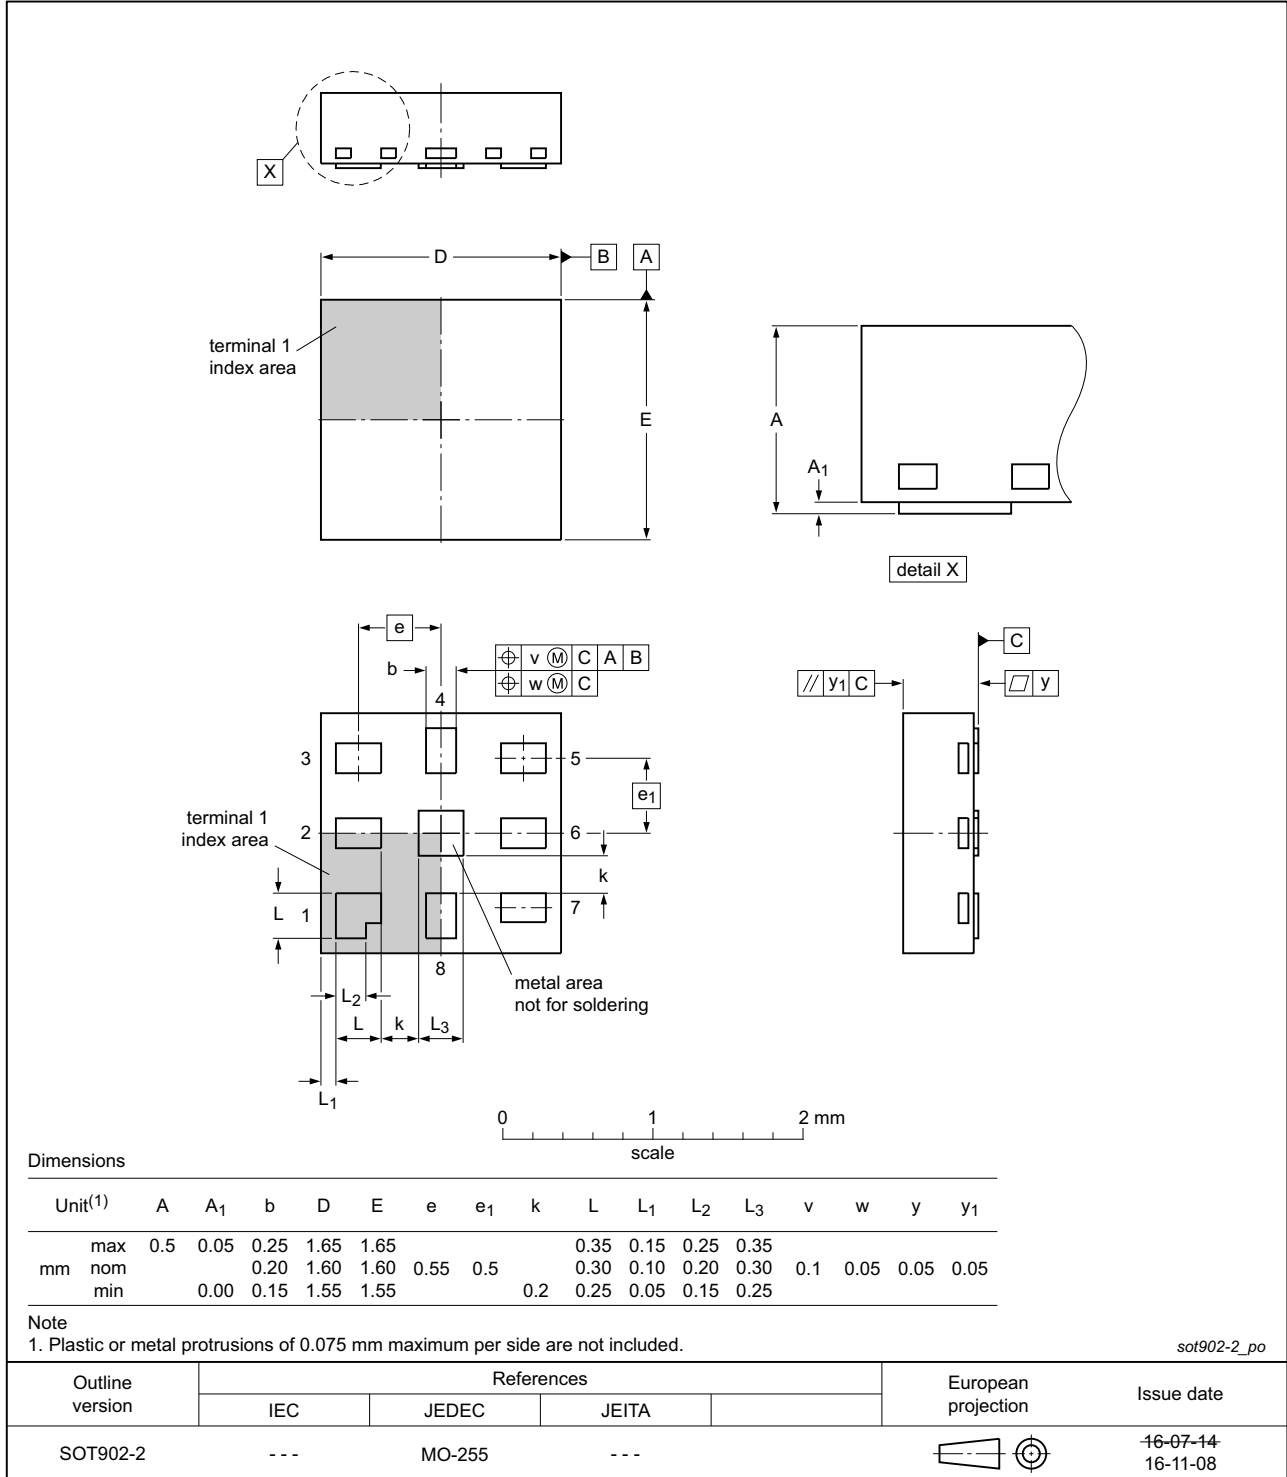 X
D
B
A
terminal 1
index area
E
A
A1
detail X
e
b
v M C A B
w M C
4
3
5
e1
terminal 1
index area
2
6
k
L
1
7
8
metal area
not for soldering
L2
L
k
L3
L1
C
// y1 C
y
0 1 2 mm
scale
Dimensions
Unit(1) A A1 b D E e e1 k L L1 L2 L3 v w y y1
max 0.5 0.05 0.25 1.65 1.65 0.35 0.15 0.25 0.35
mm nom 0.20 1.60 1.60 0.55 0.5 0.30 0.10 0.20 0.30 0.1 0.05 0.05 0.05
min 0.00 0.15 1.55 1.55 0.2 0.25 0.05 0.15 0.25
Note
1. Plastic or metal protrusions of 0.075 mm maximum per side are not included.
sot902-2_po
Outline
version
References
IEC JEDEC JEITA
European
projection
Issue date
SOT902-2 - - - MO-255 - - -
16-07-14
16-11-08